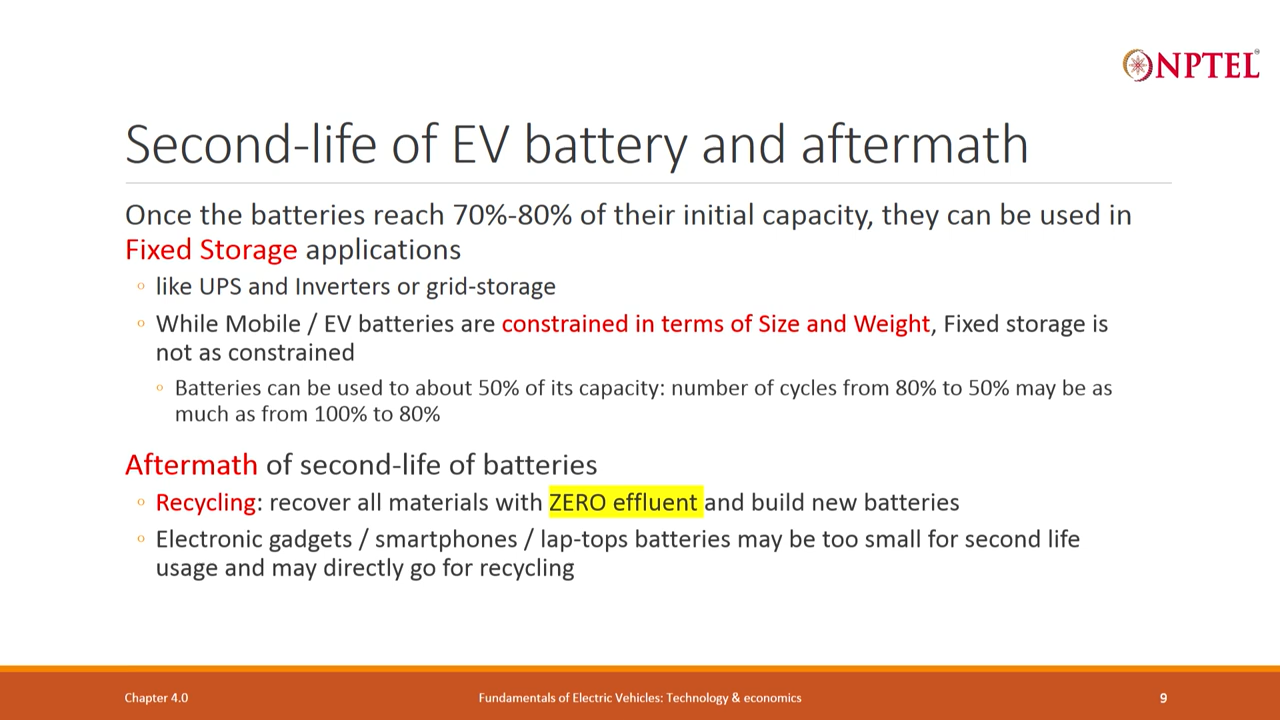 NPTEL
Second-life of EV battery and aftermath
Once the batteries reach 70%-80% of their initial capacity, they can be used in
Fixed Storage applications
like UPS and Inverters or grid-storage
While Mobile / EV batteries are constrained in terms of Size and Weight, Fixed storage is
not as constrained
Batteries can be used to about 50% of its capacity: number of cycles from 80% to 50% may be as
much as from 100% to 80%
Aftermath of second-life of batteries
Recycling: recover all materials with ZERO effluent and build new batteries
Electronic gadgets / smartphones / lap-tops batteries may be too small for second life
usage and may directly go for recycling
Chapter 4.0
Fundamentals of Electric Vehicles: Technology & economics
9